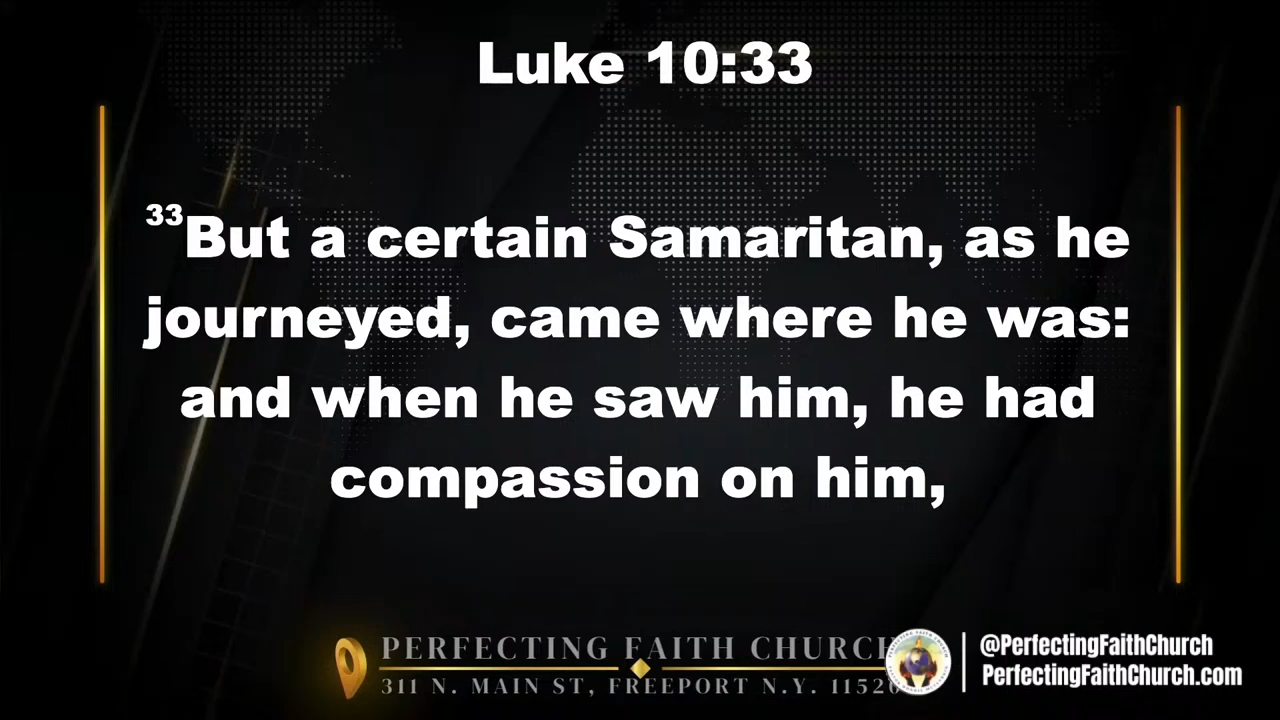 Luke 10:33
33But a certain Samaritan, as he
journeyed, came where he was:
and when he saw him, he had
compassion on him,
PERFECTING FAITH CHURCH
311 N. MAIN ST, FREEPORT N.Y. 11520
@PerfectingFaithChurch
PerfectingFaithChurch.com